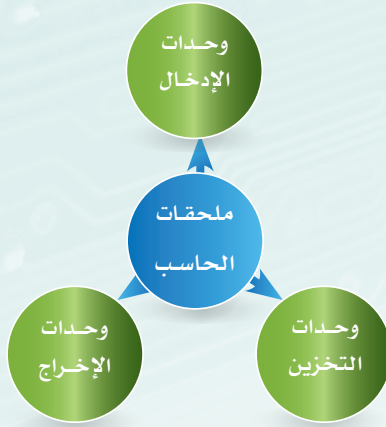 وحدات
الإدخال
ملحقات
الحاسب
وحدات
التخزين
وحدات
الإخراج